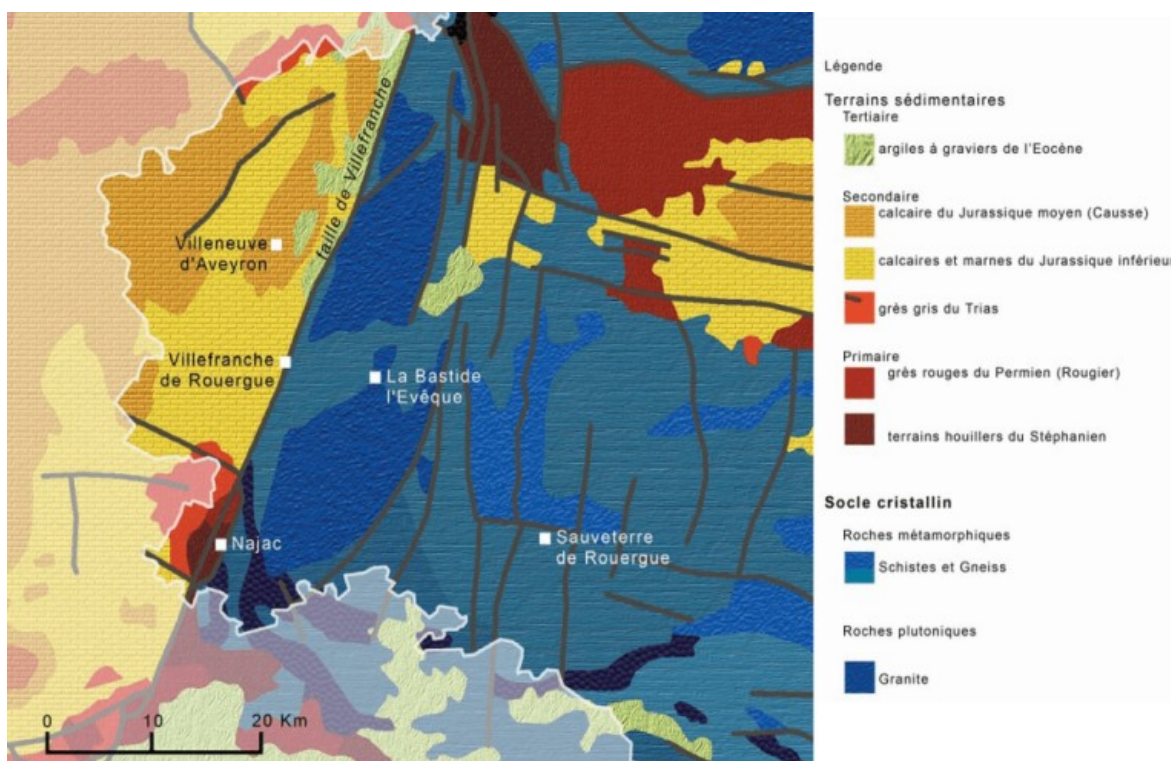 faille de Villefranche
Villeneuve
d'Aveyron
Villefranche
de Rouergue
La Bastide
l'Evêque
Najac
Sauveterre
de Rouergue
0 10 20 Km
Légende
Terrains sédimentaires
Tertiaire
argiles à graviers de l'Eocène
Secondaire
calcaire du Jurassique moyen (Causse)
calcaires et marnes du Jurassique inférieur
grès gris du Trias
Primaire
grès rouges du Permien (Rougier)
terrains houillers du Stéphanien
Socle cristallin
Roches métamorphiques
Schistes et Gneiss
Roches plutoniques
Granite